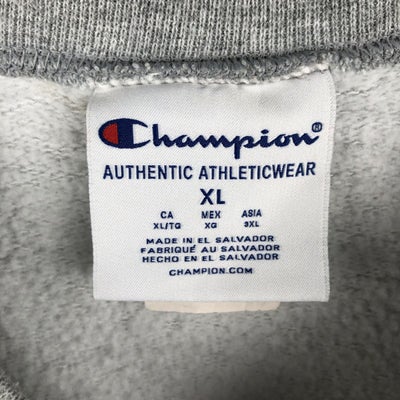 Champion
AUTHENTIC ATHLETICWEAR
XL
CA MEX ASIA
XL/TG XG 3XL
MADE IN EL SALVADOR
FABRIQUÉ AU SALVADOR
HECHO EN EL SALVADOR
CHAMPION.COM